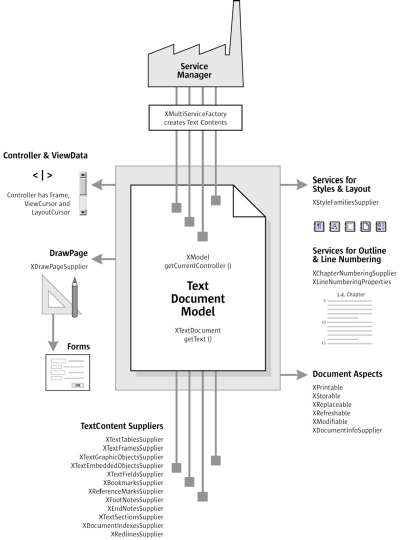 Service
Manager
XMultiServiceFactory
creates Text Contents
Controller & ViewData
Controller has Frame,
ViewCursor and
LayoutCursor
DrawPage
XDrawPageSupplier
Forms
XModel
getCurrentController ()
Text
Document
Model
XTextDocument
getText ()
Services for
Styles & Layout
XStyleFamiliesSupplier
Services for Outline
& Line Numbering
XChapterNumberingSupplier
XLineNumberingProperties
1.a. Chapter
5
10
15
Document Aspects
XPrintable
XStorable
XReplaceable
XRefreshable
XModifiable
XDocumentInfoSupplier
TextContent Suppliers
XTextTablesSupplier
XTextFramesSupplier
XTextGraphicObjectsSupplier
XTextEmbeddedObjectsSupplier
XTextFieldsSupplier
XBookmarksSupplier
XReferenceMarksSupplier
XFootNotesSupplier
XEndNotesSupplier
XTextSectionsSupplier
XDocumentIndexesSupplier
XRedlinesSupplier